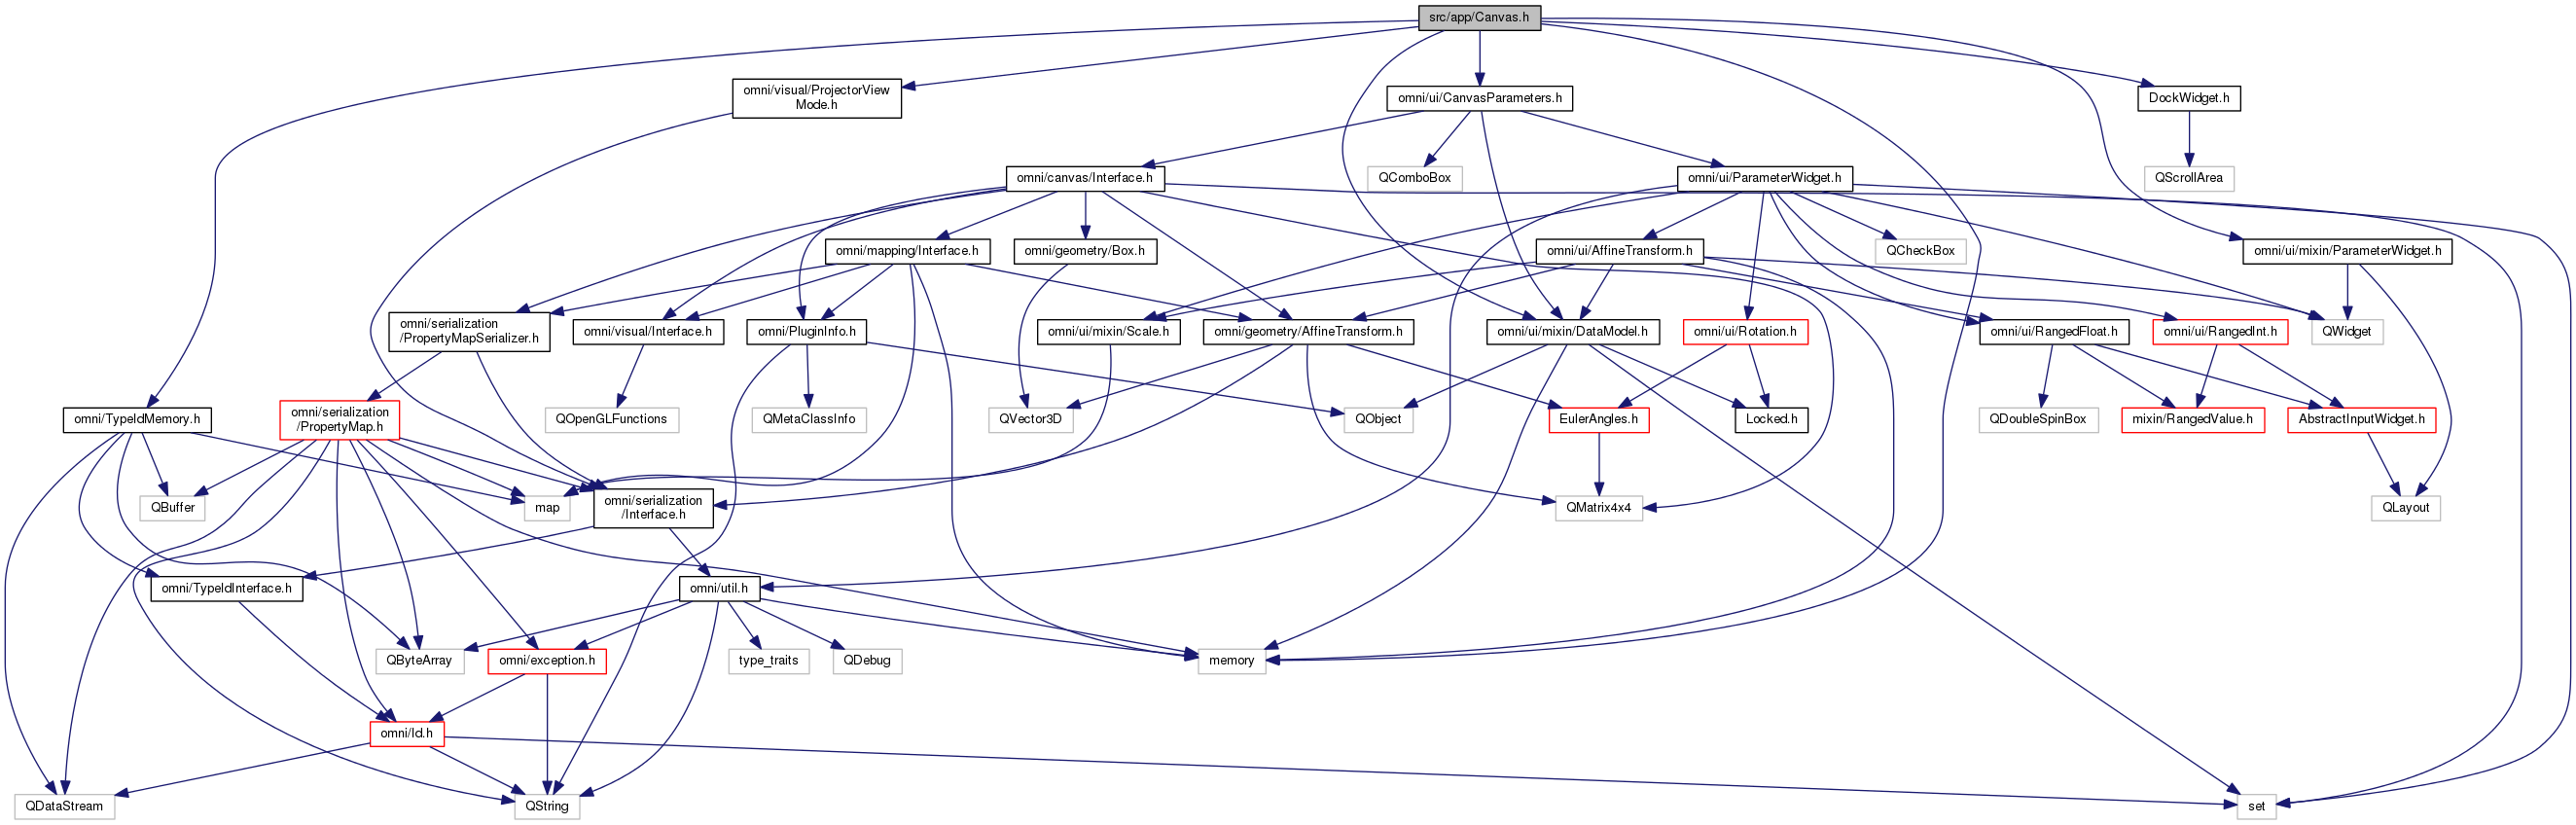 src/app/Canvas.h
omni/visual/ProjectorView
Mode.h
omni/ui/CanvasParameters.h
DockWidget.h
omni/canvas/Interface.h
QComboBox
omni/ui/ParameterWidget.h
QScrollArea
omni/mapping/Interface.h
omni/geometry/Box.h
omni/ui/AffineTransform.h
QCheckBox
omni/ui/mixin/ParameterWidget.h
omni/serialization
/PropertyMapSerializer.h
omni/visual/Interface.h
omni/PluginInfo.h
omni/ui/mixin/Scale.h
omni/geometry/AffineTransform.h
omni/ui/mixin/DataModel.h
omni/ui/Rotation.h
omni/ui/RangedFloat.h
omni/ui/RangedInt.h
QWidget
omni/TypeIdMemory.h
omni/serialization
/PropertyMap.h
QOpenGLFunctions
QMetaClassInfo
QVector3D
QObject
EulerAngles.h
Locked.h
QDoubleSpinBox
mixin/RangedValue.h
AbstractInputWidget.h
QBuffer
map
omni/serialization
/Interface.h
QMatrix4x4
QLayout
omni/TypeIdInterface.h
omni/util.h
QByteArray
omni/exception.h
type_traits
QDebug
memory
omni/Id.h
QDataStream
QString
set